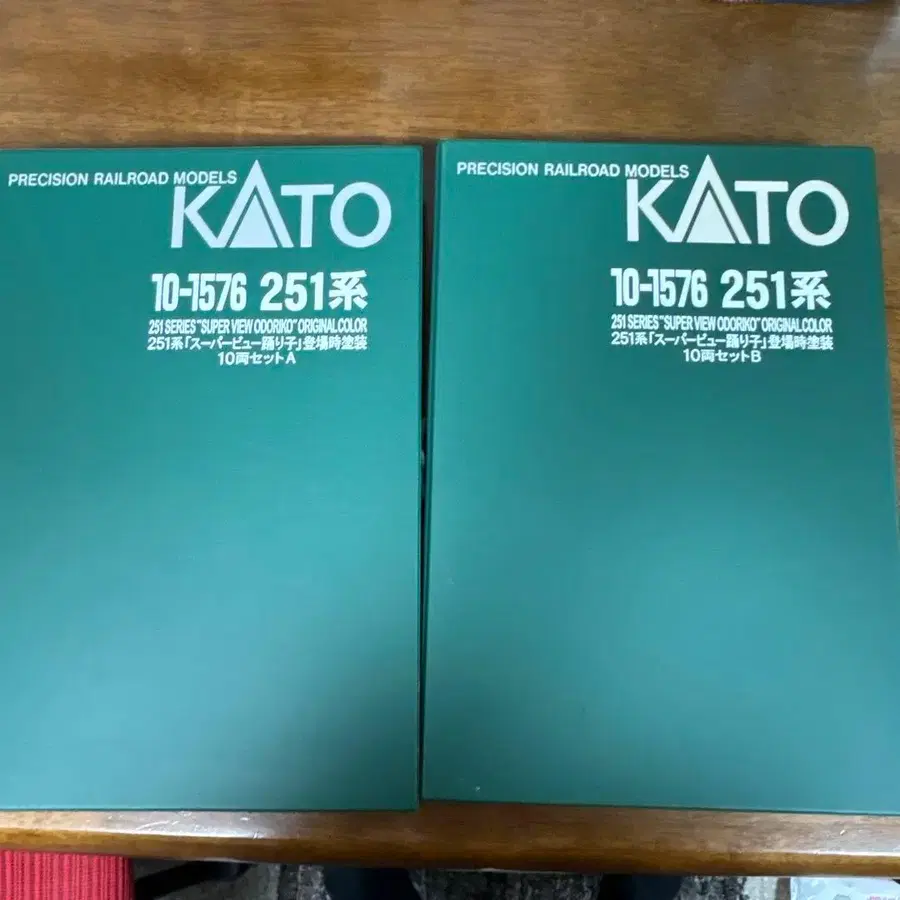 PRECISION RAILROAD MODELS
KATO
10-1576 251系
251 SERIES "SUPER VIEW ODORIKO" ORIGINAL COLOR
251系「スーパービュー踊り子」登場時塗装
10両セットA
PRECISION RAILROAD MODELS
KATO
10-1576 251系
251 SERIES "SUPER VIEW ODORIKO" ORIGINAL COLOR
251系「スーパービュー踊り子」登場時塗装
10両セットB